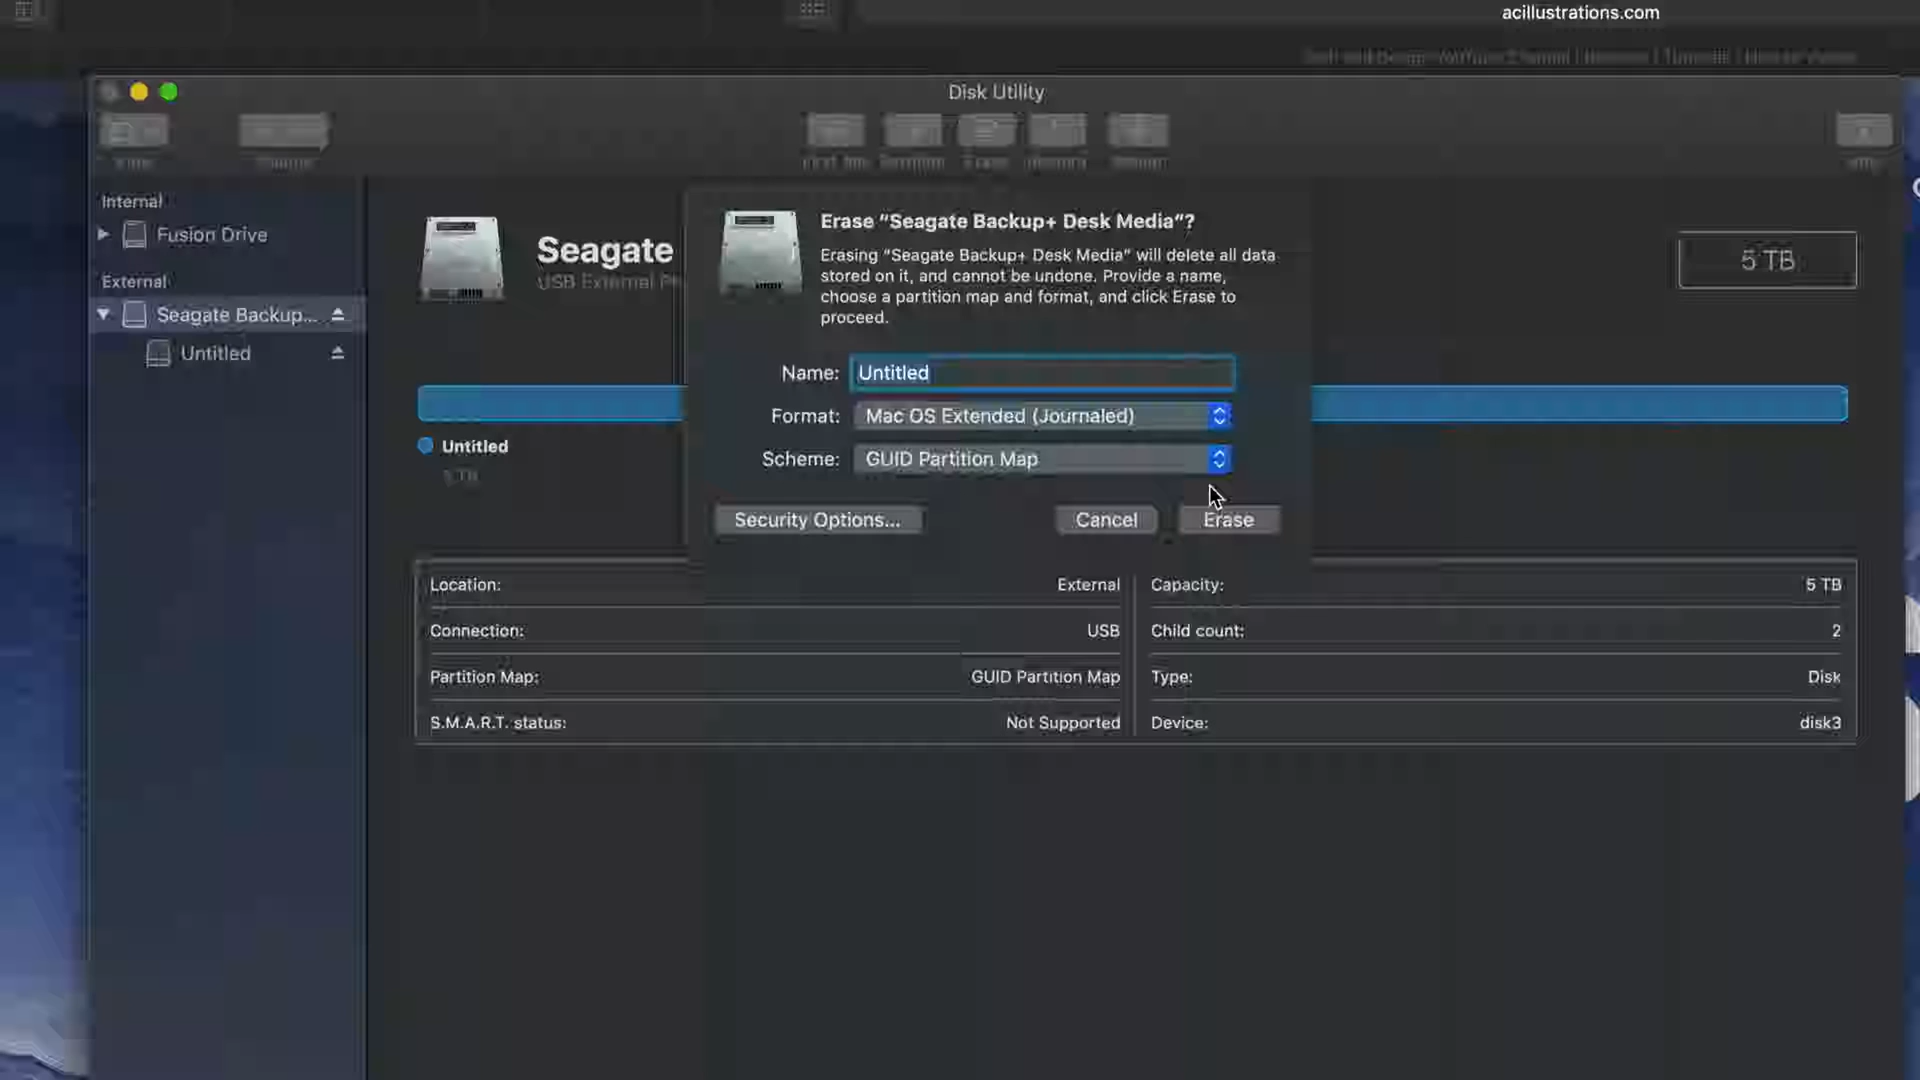 acillustrations.com
Disk Utility
Internal
Fusion Drive
External
Seagate Backup...
Untitled
Seagate
USB External
5 TB
Untitled
5 TB
Erase “Seagate Backup+ Desk Media”?
Erasing “Seagate Backup+ Desk Media” will delete all data
stored on it, and cannot be undone. Provide a name,
choose a partition map and format, and click Erase to
proceed.
Name: Untitled
Format: Mac OS Extended (Journaled)
Scheme: GUID Partition Map
Security Options...
Cancel
Erase
Location: External
Connection: USB
Partition Map: GUID Partition Map
S.M.A.R.T. status: Not Supported
Capacity: 5 TB
Child count: 2
Type: Disk
Device: disk3